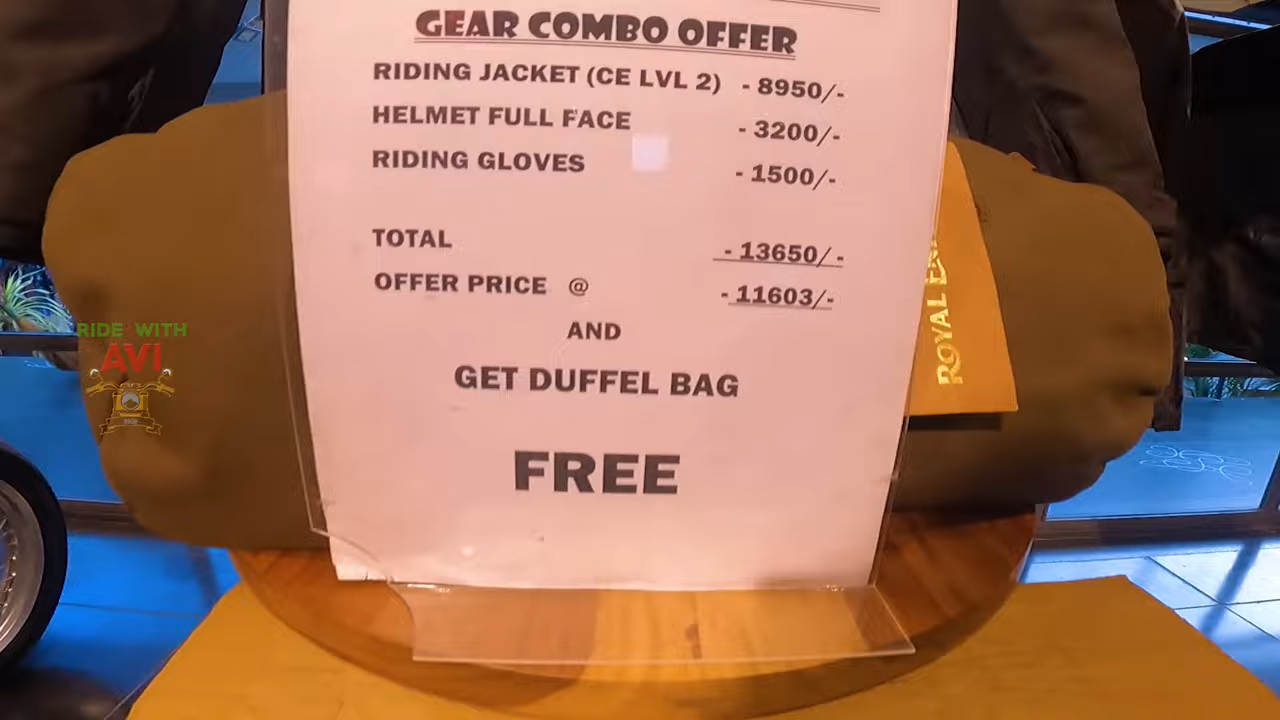 GEAR COMBO OFFER
RIDING JACKET (CE LVL 2) - 8950/-
HELMET FULL FACE - 3200/-
RIDING GLOVES - 1500/-
TOTAL - 13650/-
OFFER PRICE @ - 11603/-
AND
GET DUFFEL BAG
FREE
ROYAL
RIDE WITH
AVI